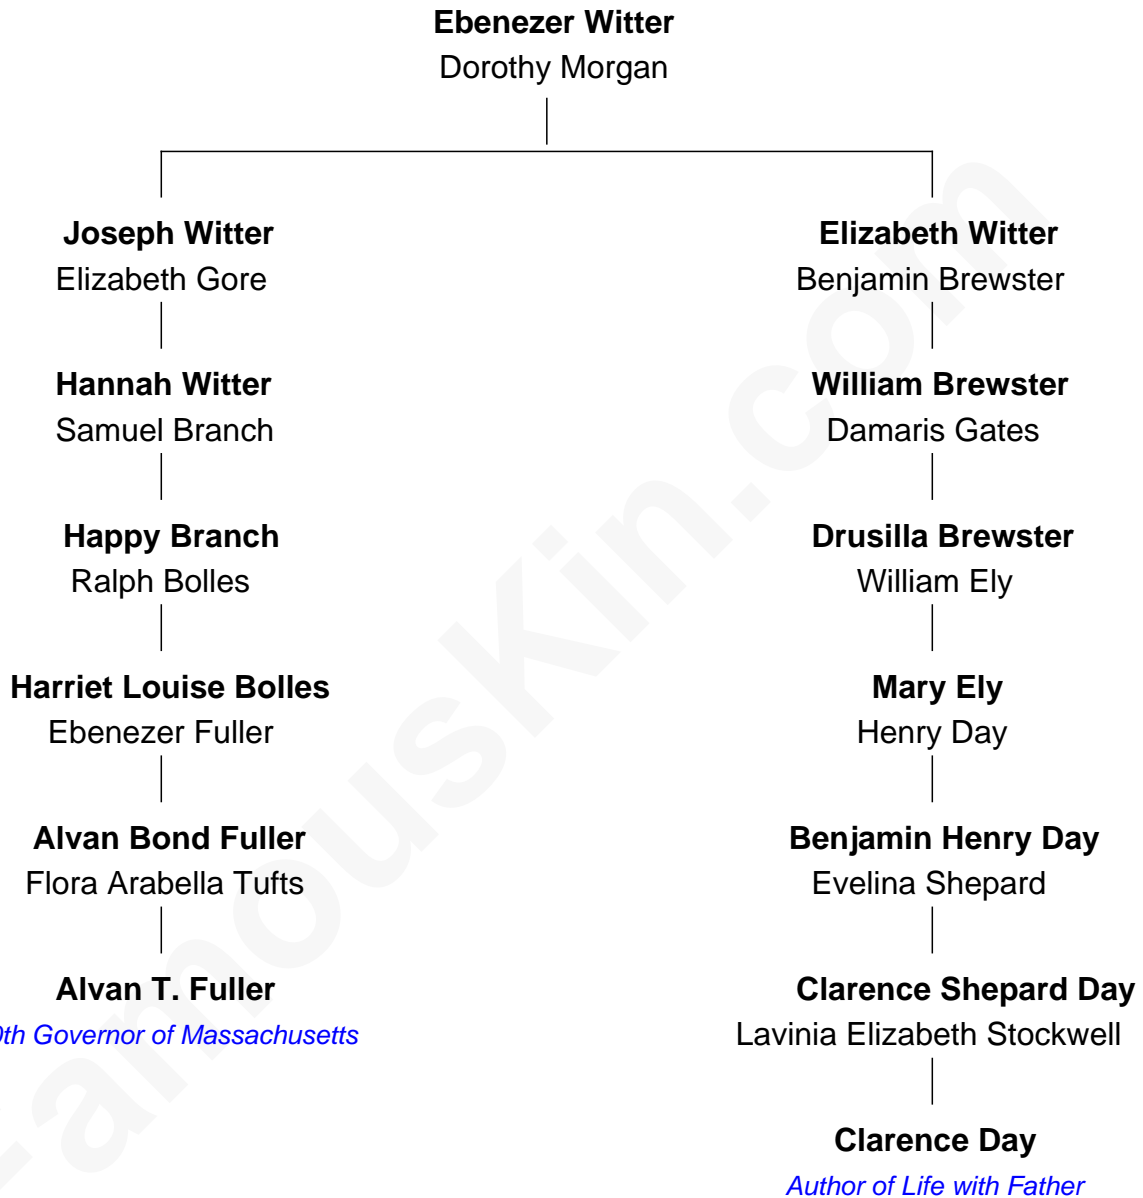 Ebenezer Witter
Dorothy Morgan
Joseph Witter
Elizabeth Gore
Elizabeth Witter
Benjamin Brewster
Hannah Witter
Samuel Branch
William Brewster
Damaris Gates
Happy Branch
Ralph Bolles
Drusilla Brewster
William Ely
Harriet Louise Bolles
Ebenezer Fuller
Mary Ely
Henry Day
Alvan Bond Fuller
Flora Arabella Tufts
Benjamin Henry Day
Evelina Shepard
Alvan T. Fuller
Governor of Massachusetts
Clarence Shepard Day
Lavinia Elizabeth Stockwell
Clarence Day
Author of Life with Father
FamousKin.com